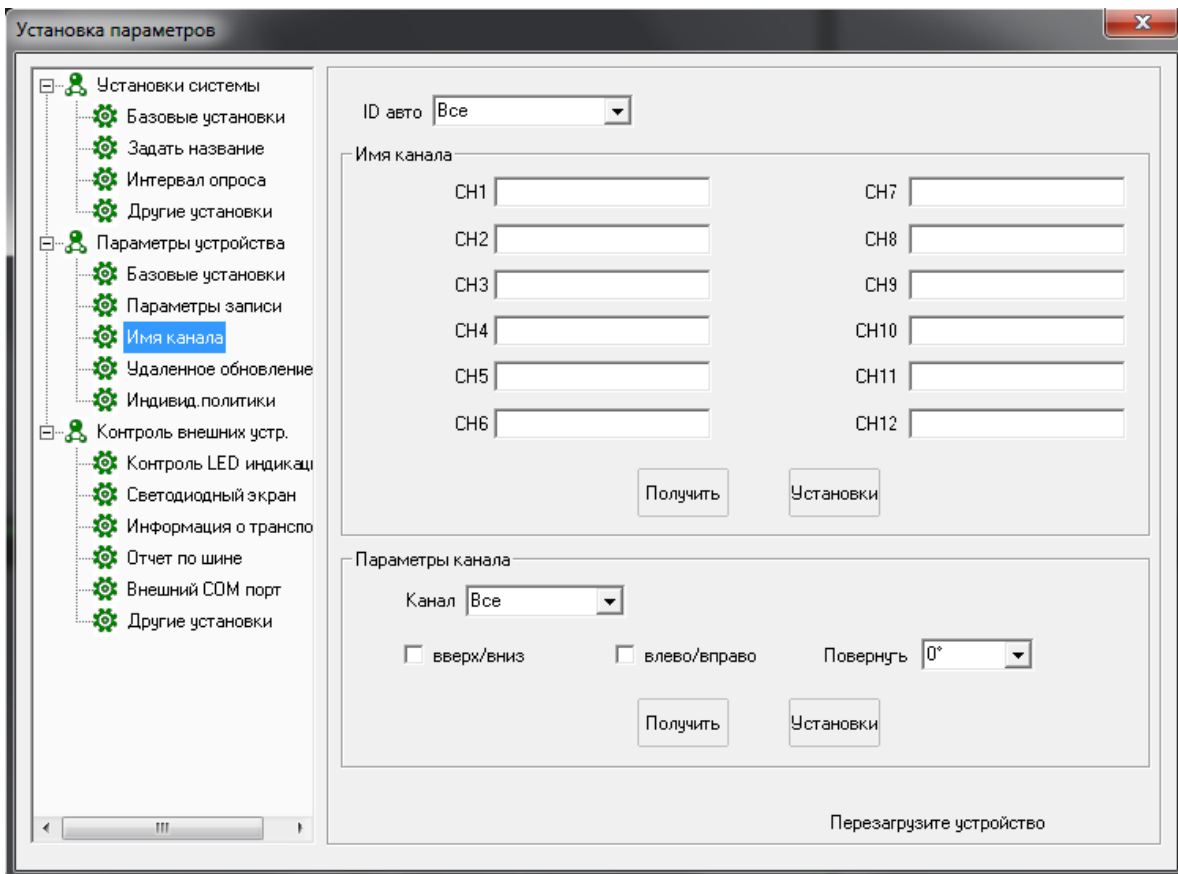 Установка параметров
Установки системы
Базовые установки
Задать название
Интервал опроса
Другие установки
Параметры устройства
Базовые установки
Параметры записи
Имя канала
Удаленное обновление
Индивид.политики
Контроль внешних устр.
Контроль LED индикаци
Светодиодный экран
Информация о транспо
Отчет по шине
Внешний COM порт
Другие установки
ID авто Все
Имя канала
CH1 CH7
CH2 CH8
CH3 CH9
CH4 CH10
CH5 CH11
CH6 CH12
Получить Установки
Параметры канала
Канал Все
вверх/вниз влево/вправо Повернуть 0°
Получить Установки
Перезагрузите устройство